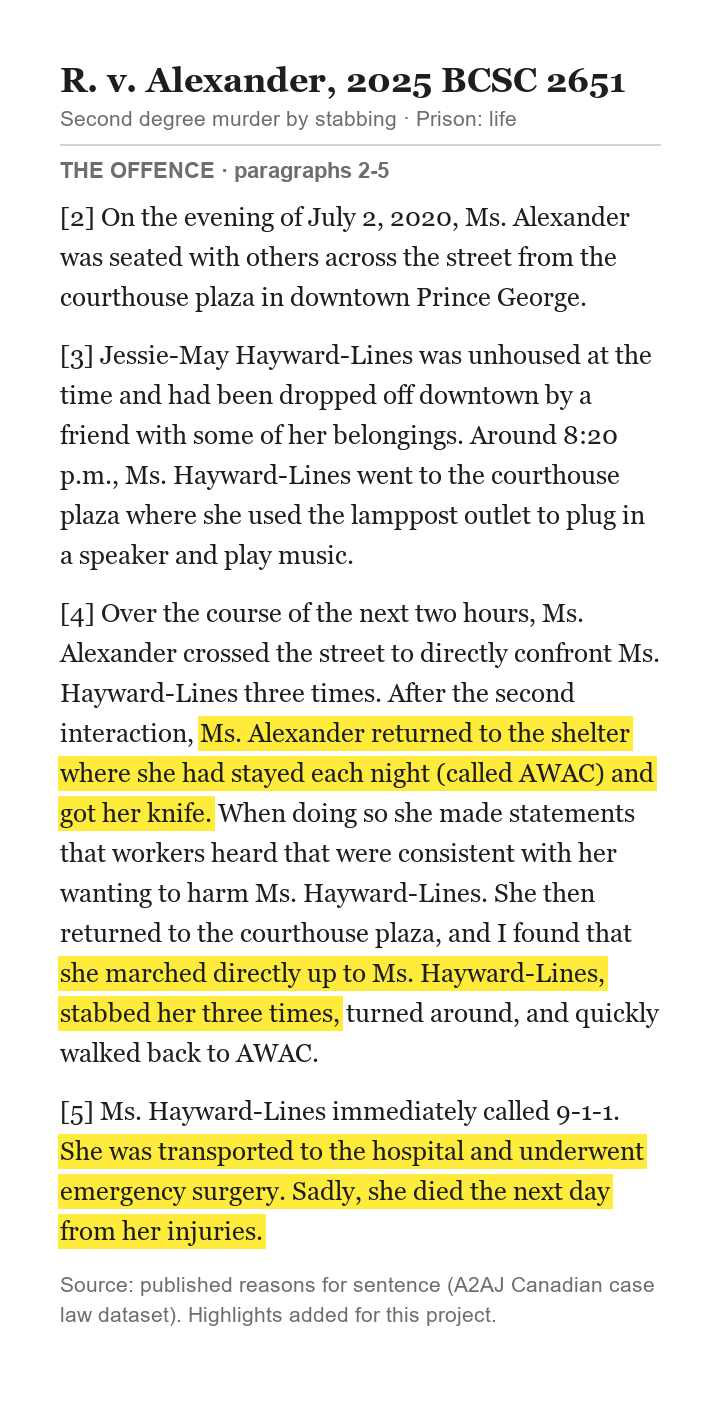 R. v. Alexander, 2025 BCSC 2651
Second degree murder by stabbing · Prison: life
THE OFFENCE · paragraphs 2-5
[2] On the evening of July 2, 2020, Ms. Alexander
was seated with others across the street from the
courthouse plaza in downtown Prince George.
[3] Jessie-May Hayward-Lines was unhoused at the
time and had been dropped off downtown by a
friend with some of her belongings. Around 8:20
p.m., Ms. Hayward-Lines went to the courthouse
plaza where she used the lamppost outlet to plug in
a speaker and play music.
[4] Over the course of the next two hours, Ms.
Alexander crossed the street to directly confront Ms.
Hayward-Lines three times. After the second
interaction, Ms. Alexander returned to the shelter
where she had stayed each night (called AWAC) and
got her knife. When doing so she made statements
that workers heard that were consistent with her
wanting to harm Ms. Hayward-Lines. She then
returned to the courthouse plaza, and I found that
she marched directly up to Ms. Hayward-Lines,
stabbed her three times, turned around, and quickly
walked back to AWAC.
[5] Ms. Hayward-Lines immediately called 9-1-1.
She was transported to the hospital and underwent
emergency surgery. Sadly, she died the next day
from her injuries.
Source: published reasons for sentence (A2AJ Canadian case
law dataset). Highlights added for this project.